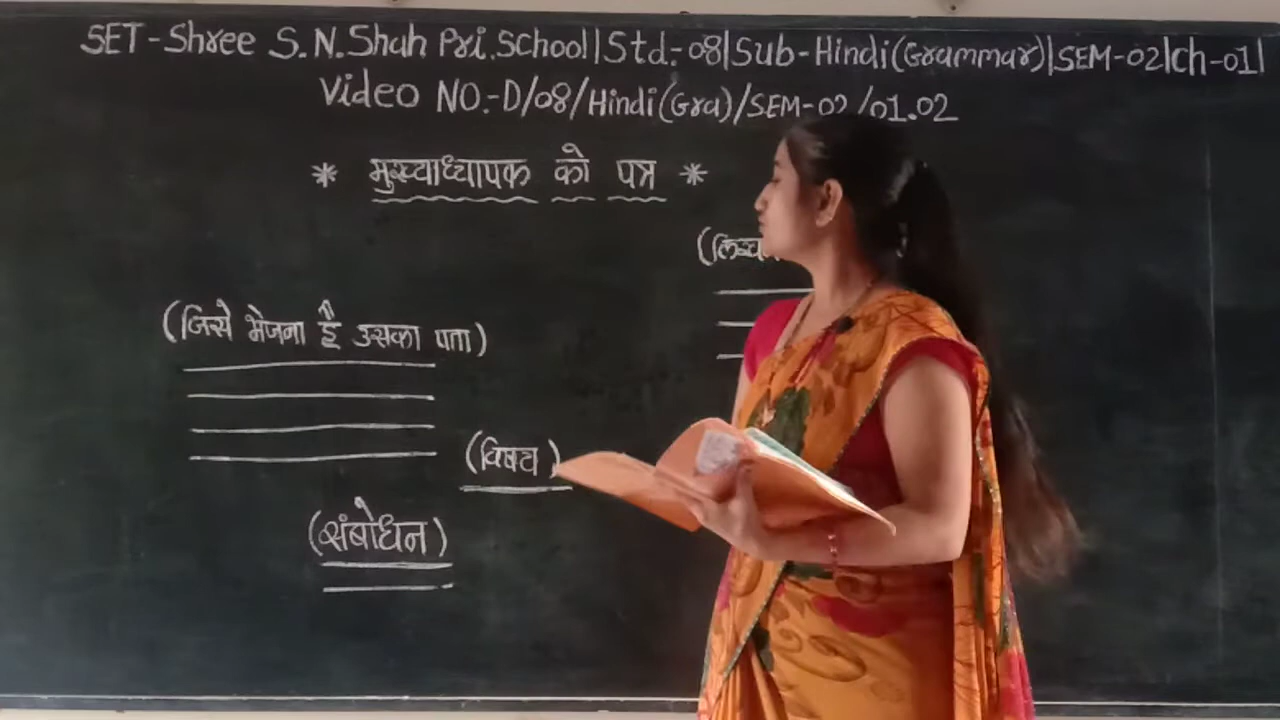 SET-Shree S.N.Shah Pri.School|Std.-08|Sub-Hindi(Grammar)|SEM-02|Ch-01|
Video NO.-D/08/Hindi(Gra)/SEM-02/01.02
* मुख्याध्यापक को पत्र *
(जिसे भेजना है उसका पता)
(विषय)
(संबोधन)